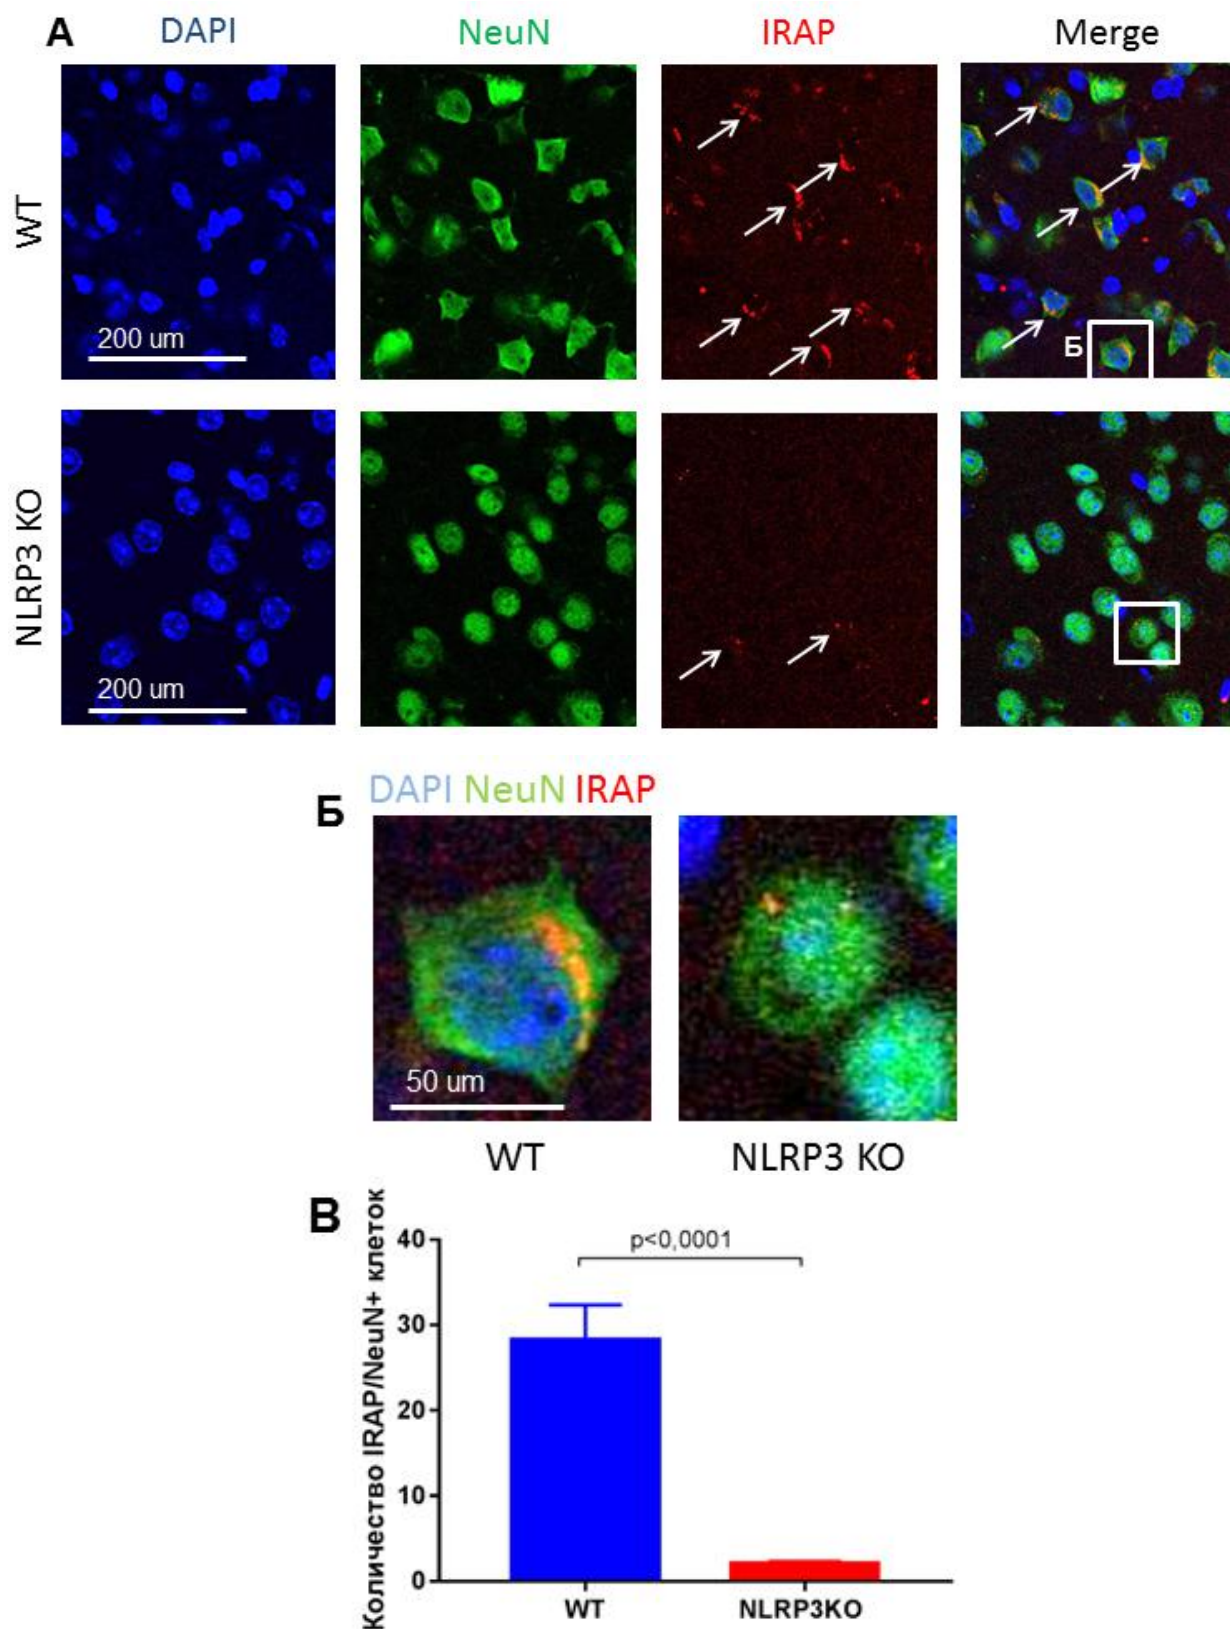 А
DAPI NeuN IRAP Merge
WT
200 um
Б
NLRP3 KO
200 um
Б
DAPI NeuN IRAP
50 um
WT NLRP3 KO
В
Количество IRAP/NeuN+ клеток
p<0,0001
40
30
20
10
0
WT NLRP3KO